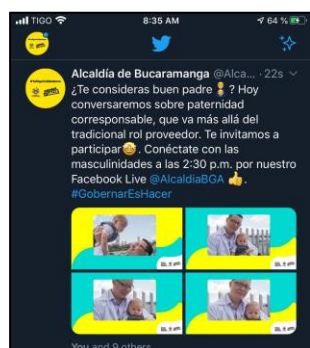 TIGO 8:35 AM 64 %
Alcaldía de Bucaramanga @Alca... · 22s
¿Te consideras buen padre ? Hoy
conversaremos sobre paternidad
corresponsable, que va más allá del
tradicional rol proveedor. Te invitamos a
participar. Conéctate con las
masculinidades a las 2:30 p.m. por nuestro
Facebook Live @AlcaldiaBGA .
#GobernarEsHacer
You and 9 others